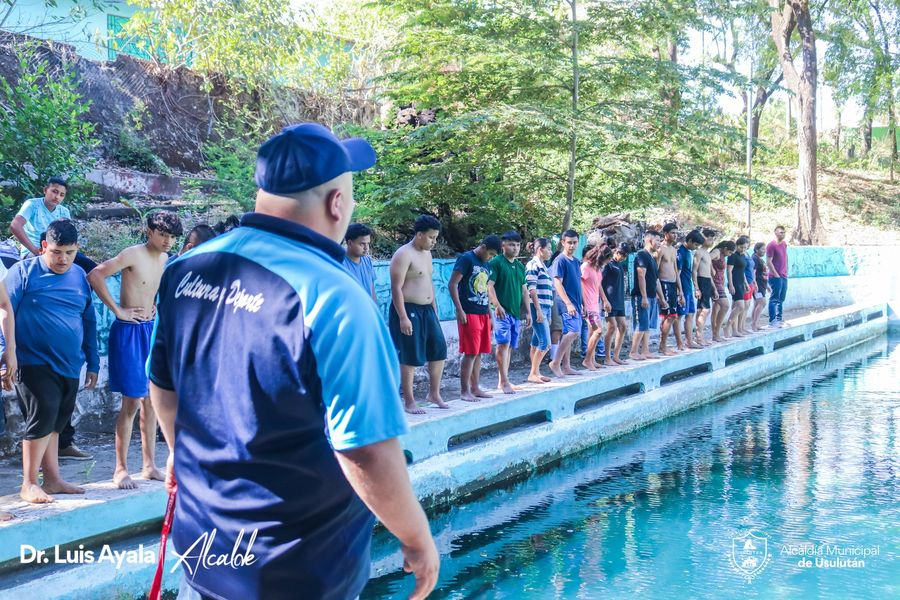 Cultura y Deporte
Dr. Luis Ayala Alcalde
Alcaldía Municipal
de Usulután